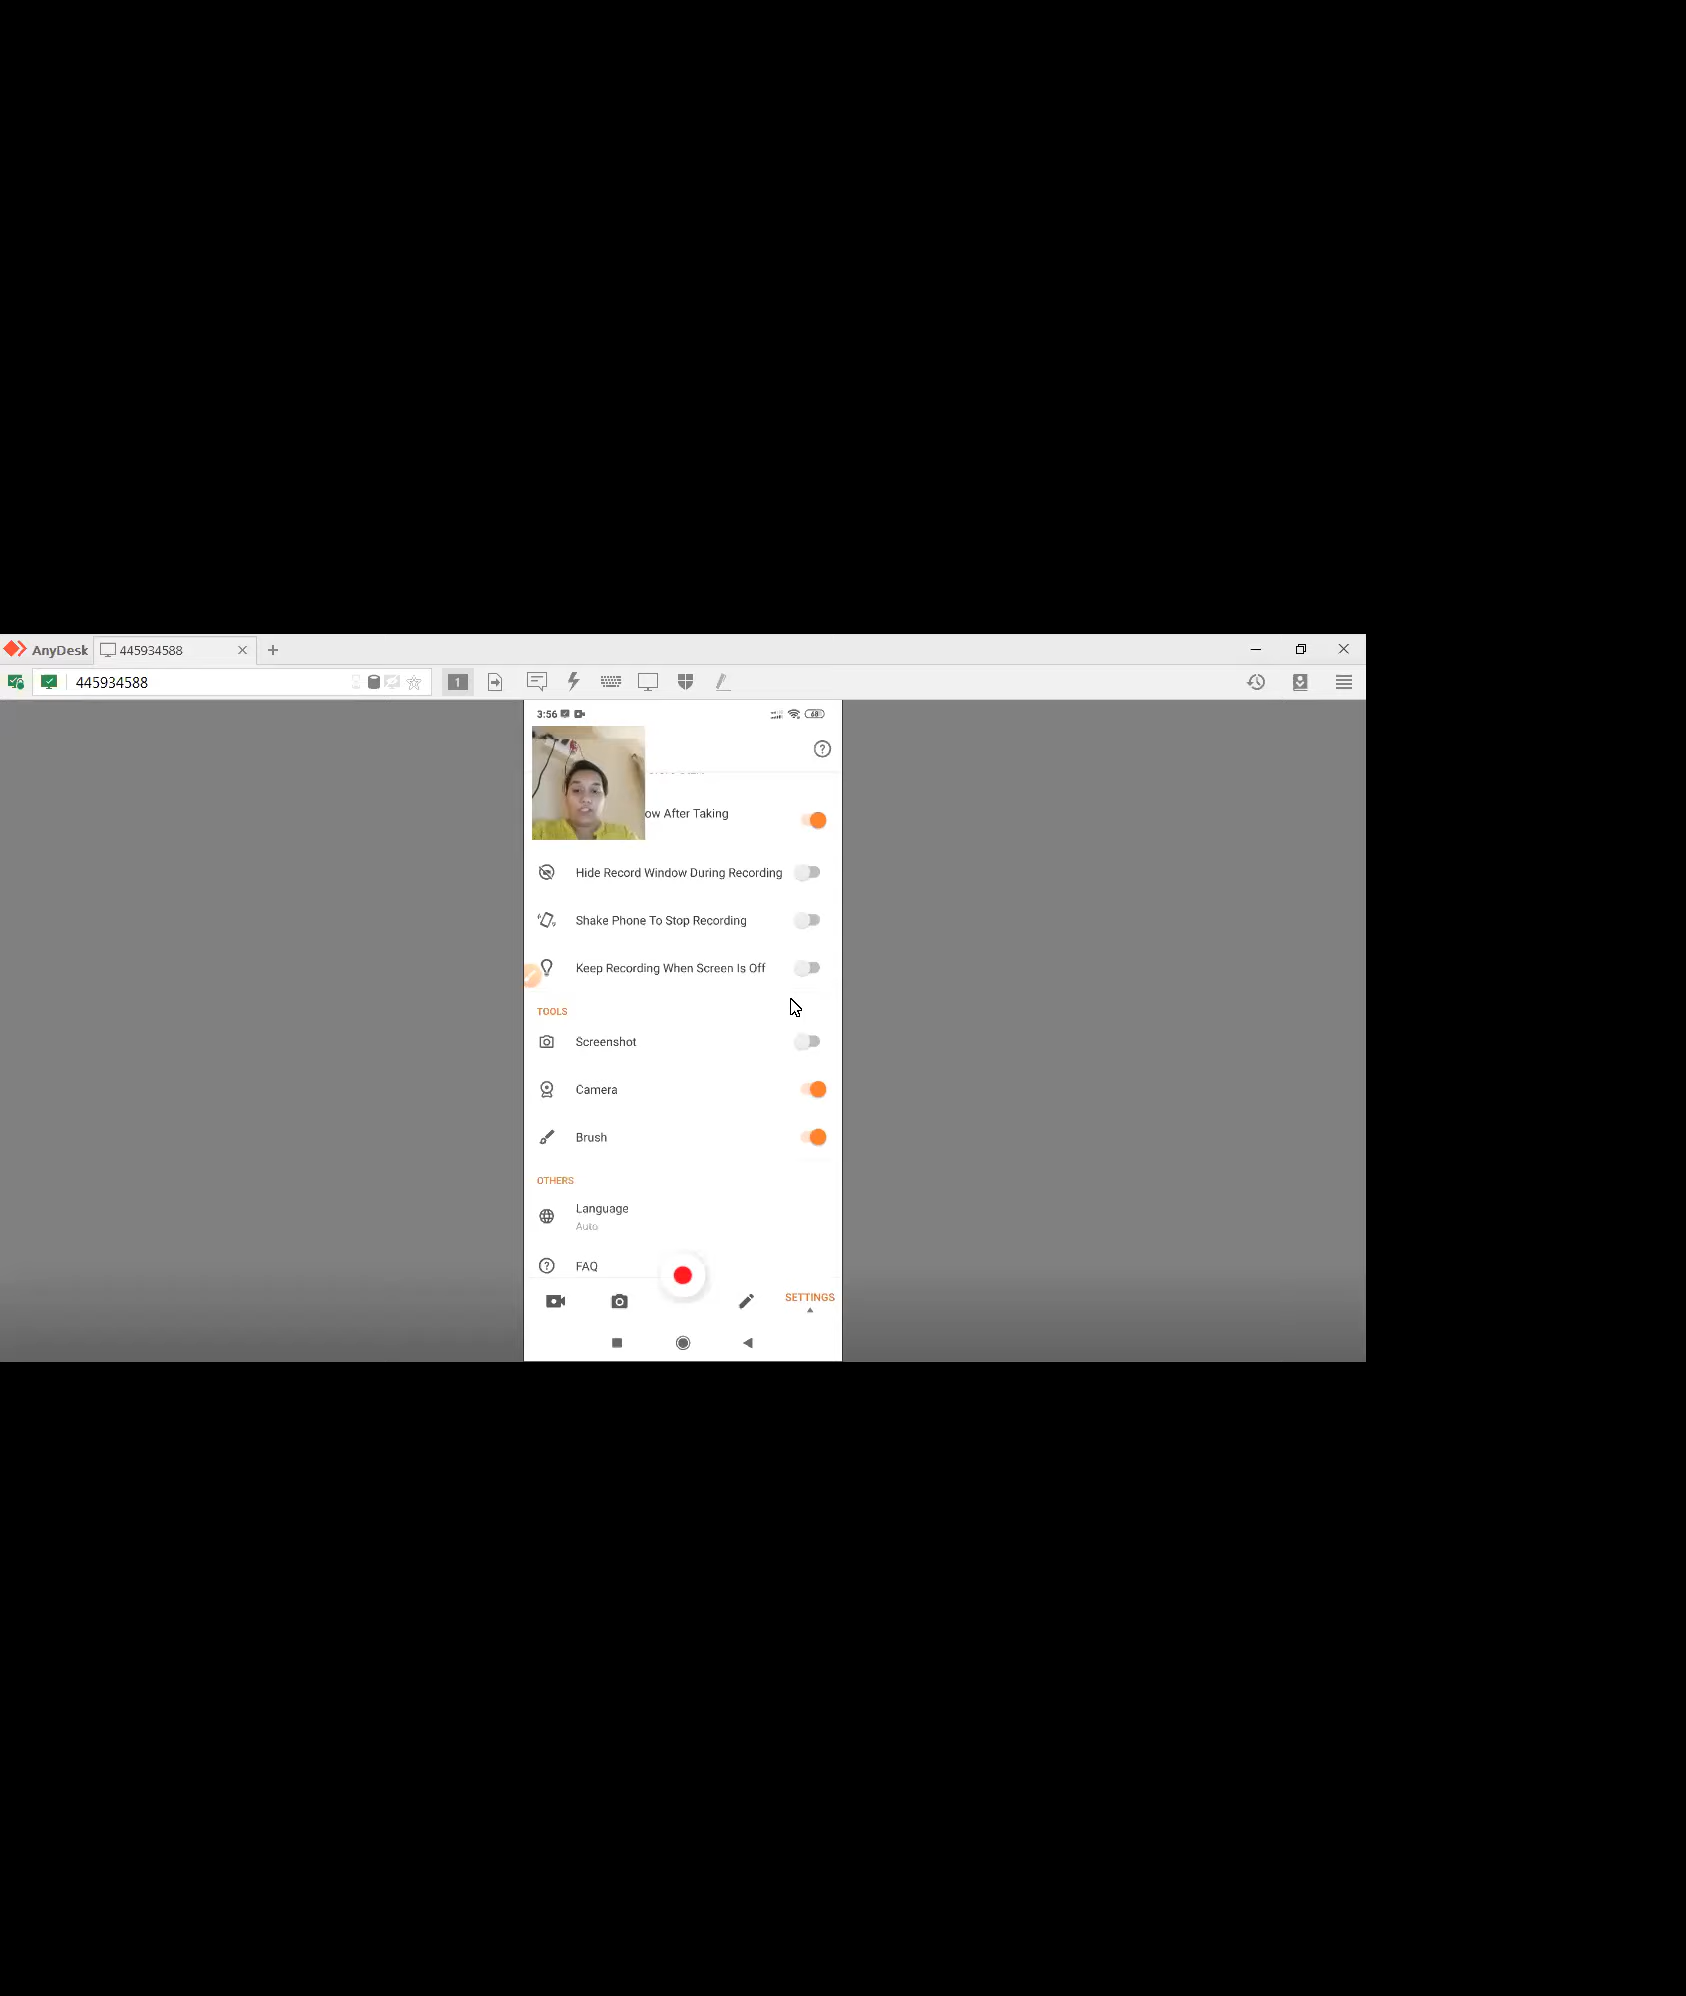 AnyDesk
445934588
445934588
1
3:56
68
ow After Taking
Hide Record Window During Recording
Shake Phone To Stop Recording
Keep Recording When Screen Is Off
TOOLS
Screenshot
Camera
Brush
OTHERS
Language
Auto
FAQ
SETTINGS